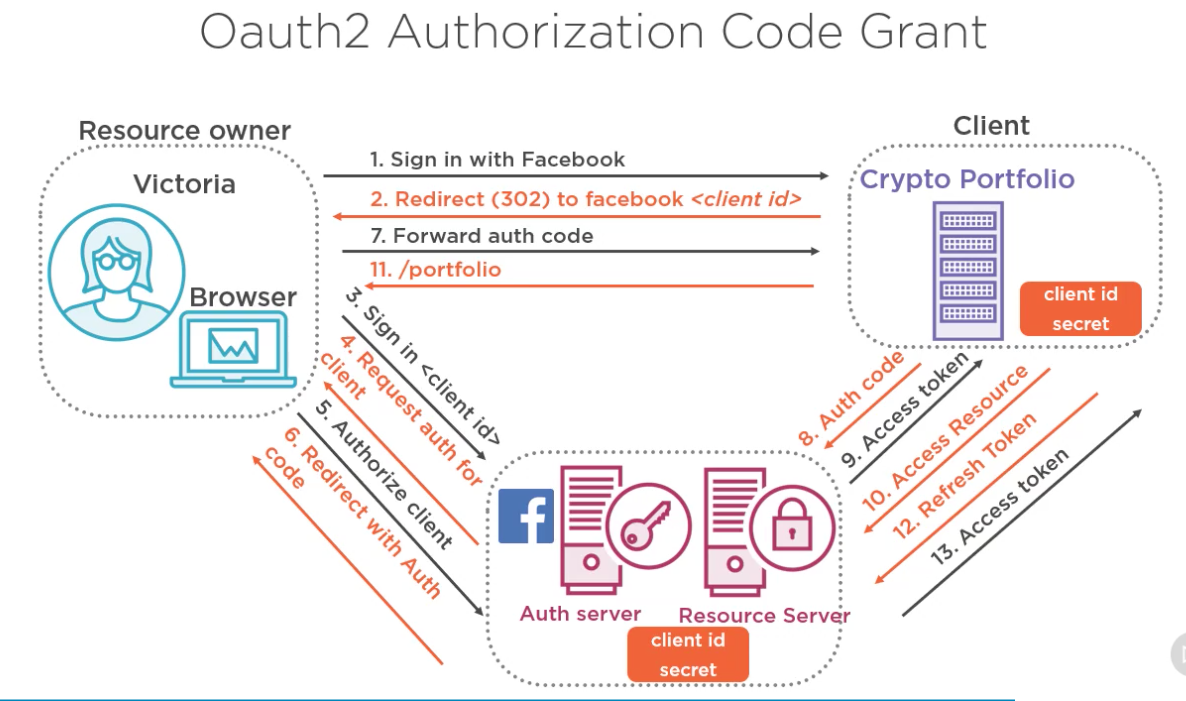 Oauth2 Authorization Code Grant
Resource owner
Client
Victoria
Browser
1. Sign in with Facebook
2. Redirect (302) to facebook <client id>
7. Forward auth code
11. /portfolio
Crypto Portfolio
client id
secret
3. Sign in <client id>
4. Request auth for
client
5. Authorize client
6. Redirect with Auth
code
8. Auth code
9. Access token
10. Access Resource
12. Refresh Token
13. Access token
f
Auth server
Resource Server
client id
secret